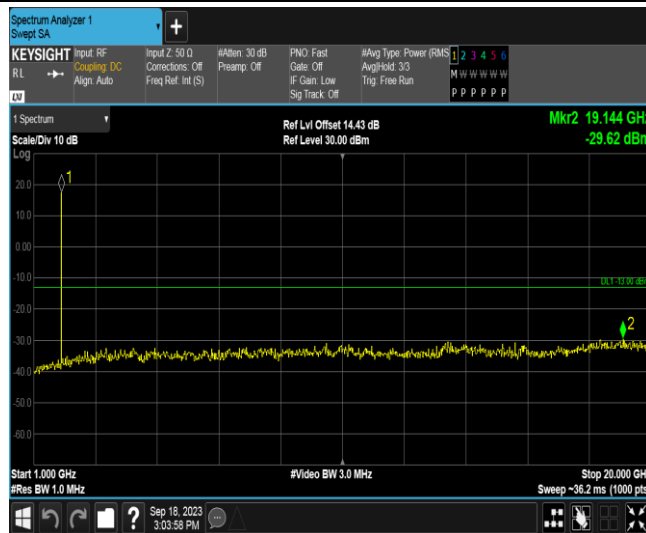 Spectrum Analyzer 1
Swept SA
+
KEYSIGHT
RL
LXI
Input: RF
Coupling: DC
Align: Auto
Input Z: 50 Ω
Corrections: Off
Freq Ref: Int (S)
#Atten: 30 dB
Preamp: Off
PNO: Fast
Gate: Off
IF Gain: Low
Sig Track: Off
#Avg Type: Power (RMS
Avg|Hold: 3/3
Trig: Free Run
1 2 3 4 5 6
M W W W W W
P P P P P P
1 Spectrum
Scale/Div 10 dB
Log
Ref Lvl Offset 14.43 dB
Ref Level 30.00 dBm
Mkr2 19.144 GHz
-29.62 dBm
1
20.0
10.0
0.00
-10.0
DL1 -13.00 dBm
-20.0
2
-30.0
-40.0
-50.0
-60.0
Start 1.000 GHz
#Video BW 3.0 MHz
Stop 20.000 GHz
#Res BW 1.0 MHz
Sweep ~36.2 ms (1000 pts)
?
Sep 18, 2023
3:03:58 PM